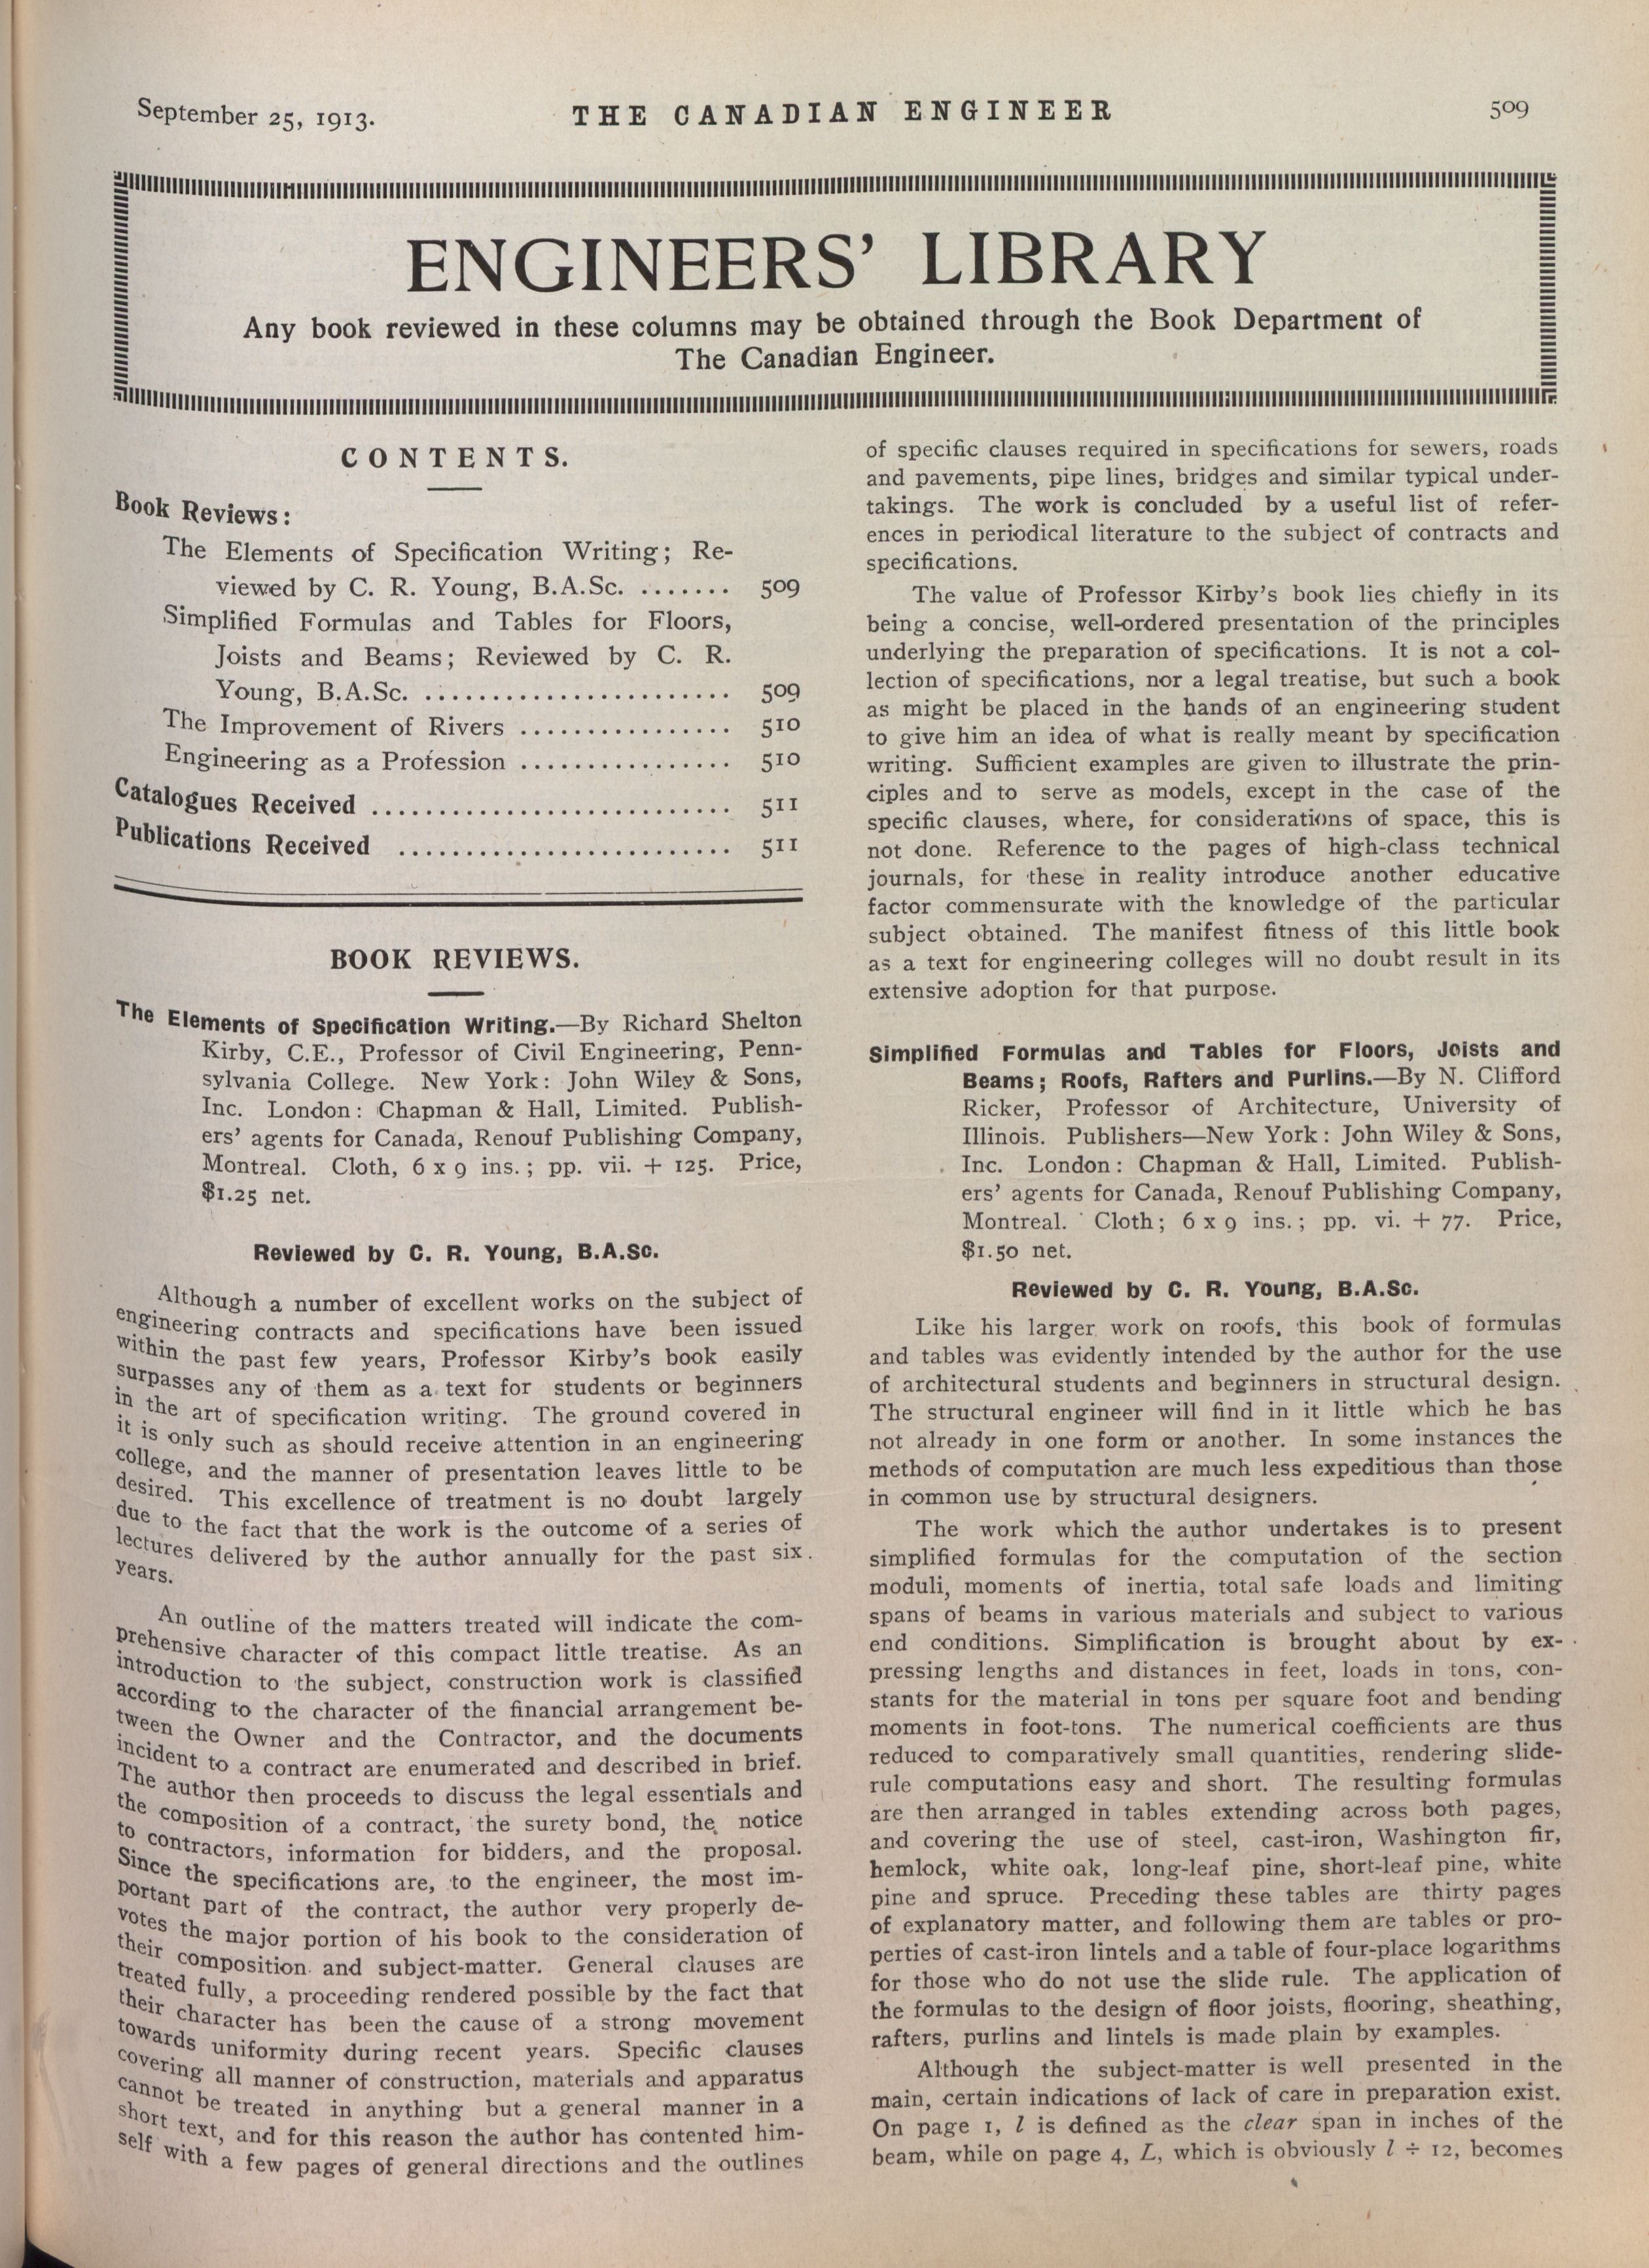 September 25, 1913.
THE CANADIAN ENGINEER
509
ENGINEERS' LIBRARY
Any book reviewed in these columns may be obtained through the Book Department of
The Canadian Engineer.
CONTENTS.
Book Reviews:
The Elements of Specification Writing; Re-
viewed by C. R. Young, B.A.Sc. ....... 509
Simplified Formulas and Tables for Floors,
Joists and Beams; Reviewed by C. R.
Young, B.A.Sc. ....................... 509
The Improvement of Rivers ................ 510
Engineering as a Profession ................ 510
Catalogues Received ........................... 511
Publications Received ......................... 511
BOOK REVIEWS.
The Elements of Specification Writing.—By Richard Shelton
Kirby, C.E., Professor of Civil Engineering, Penn-
sylvania College. New York: John Wiley & Sons,
Inc. London: Chapman & Hall, Limited. Publish-
ers' agents for Canada, Renouf Publishing Company,
Montreal. Cloth, 6 x 9 ins.; pp. vii. + 125. Price,
$1.25 net.
Reviewed by C. R. Young, B.A.Sc.
Although a number of excellent works on the subject of
engineering contracts and specifications have been issued
within the past few years, Professor Kirby's book easily
surpasses any of them as a text for students or beginners
in the art of specification writing. The ground covered in
it is only such as should receive attention in an engineering
college, and the manner of presentation leaves little to be
desired. This excellence of treatment is no doubt largely
due to the fact that the work is the outcome of a series of
lectures delivered by the author annually for the past six
years.
An outline of the matters treated will indicate the com-
prehensive character of this compact little treatise. As an
introduction to the subject, construction work is classified
according to the character of the financial arrangement be-
tween the Owner and the Contractor, and the documents
incident to a contract are enumerated and described in brief.
The author then proceeds to discuss the legal essentials and
the composition of a contract, the surety bond, the notice
to contractors, information for bidders, and the proposal.
Since the specifications are, to the engineer, the most im-
portant part of the contract, the author very properly de-
votes the major portion of his book to the consideration of
their composition and subject-matter. General clauses are
treated fully, a proceeding rendered possible by the fact that
their character has been the cause of a strong movement
towards uniformity during recent years. Specific clauses
covering all manner of construction, materials and apparatus
cannot be treated in anything but a general manner in a
short text, and for this reason the author has contented him-
self with a few pages of general directions and the outlines
of specific clauses required in specifications for sewers, roads
and pavements, pipe lines, bridges and similar typical under-
takings. The work is concluded by a useful list of refer-
ences in periodical literature to the subject of contracts and
specifications.
The value of Professor Kirby's book lies chiefly in its
being a concise, well-ordered presentation of the principles
underlying the preparation of specifications. It is not a col-
lection of specifications, nor a legal treatise, but such a book
as might be placed in the hands of an engineering student
to give him an idea of what is really meant by specification
writing. Sufficient examples are given to illustrate the prin-
ciples and to serve as models, except in the case of the
specific clauses, where, for considerations of space, this is
not done. Reference to the pages of high-class technical
journals, for these in reality introduce another educative
factor commensurate with the knowledge of the particular
subject obtained. The manifest fitness of this little book
as a text for engineering colleges will no doubt result in its
extensive adoption for that purpose.
Simplified Formulas and Tables for Floors, Joists and
Beams; Roofs, Rafters and Purlins.—By N. Clifford
Ricker, Professor of Architecture, University of
Illinois. Publishers—New York: John Wiley & Sons,
Inc. London: Chapman & Hall, Limited. Publish-
ers' agents for Canada, Renouf Publishing Company,
Montreal. Cloth; 6 x 9 ins.; pp. vi. + 77. Price,
$1.50 net.
Reviewed by C. R. Young, B.A.Sc.
Like his larger work on roofs, this book of formulas
and tables was evidently intended by the author for the use
of architectural students and beginners in structural design.
The structural engineer will find in it little which he has
not already in one form or another. In some instances the
methods of computation are much less expeditious than those
in common use by structural designers.
The work which the author undertakes is to present
simplified formulas for the computation of the section
moduli, moments of inertia, total safe loads and limiting
spans of beams in various materials and subject to various
end conditions. Simplification is brought about by ex-
pressing lengths and distances in feet, loads in tons, con-
stants for the material in tons per square foot and bending
moments in foot-tons. The numerical coefficients are thus
reduced to comparatively small quantities, rendering slide-
rule computations easy and short. The resulting formulas
are then arranged in tables extending across both pages,
and covering the use of steel, cast-iron, Washington fir,
hemlock, white oak, long-leaf pine, short-leaf pine, white
pine and spruce. Preceding these tables are thirty pages
of explanatory matter, and following them are tables or pro-
perties of cast-iron lintels and a table of four-place logarithms
for those who do not use the slide rule. The application of
the formulas to the design of floor joists, flooring, sheathing,
rafters, purlins and lintels is made plain by examples.
Although the subject-matter is well presented in the
main, certain indications of lack of care in preparation exist.
On page 1, l is defined as the clear span in inches of the
beam, while on page 4, L, which is obviously l ÷ 12, becomes